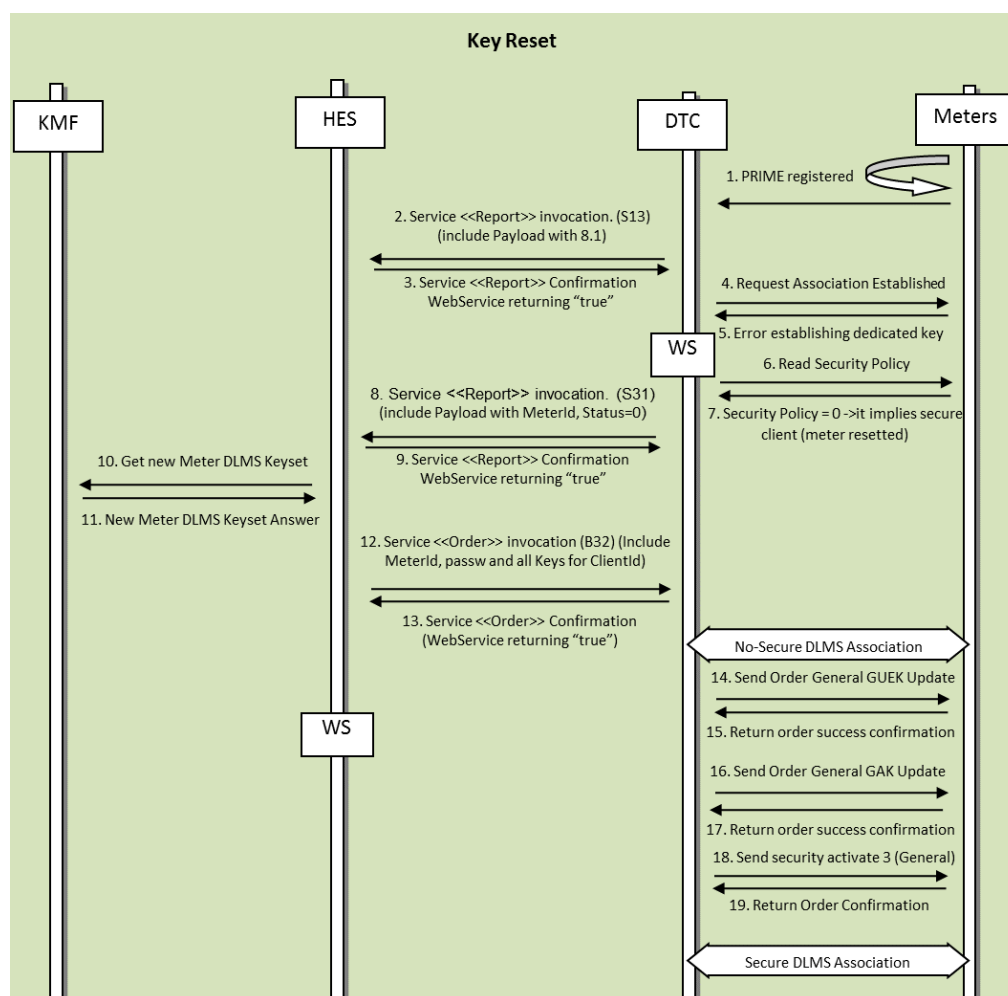 Key Reset
KMF
HES
DTC
Meters
1. PRIME registered
2. Service <<Report>> invocation. (S13)
(include Payload with 8.1)
3. Service <<Report>> Confirmation
WebService returning “true”
4. Request Association Established
5. Error establishing dedicated key
WS
6. Read Security Policy
7. Security Policy = 0 ->it implies secure
client (meter resetted)
8. Service <<Report>> invocation. (S31)
(include Payload with MeterId, Status=0)
9. Service <<Report>> Confirmation
WebService returning “true”
10. Get new Meter DLMS Keyset
11. New Meter DLMS Keyset Answer
12. Service <<Order>> invocation (B32) (Include
MeterId, passw and all Keys for ClientId)
13. Service <<Order>> Confirmation
(WebService returning “true”)
No-Secure DLMS Association
14. Send Order General GUEK Update
15. Return order success confirmation
WS
16. Send Order General GAK Update
17. Return order success confirmation
18. Send security activate 3 (General)
19. Return Order Confirmation
Secure DLMS Association